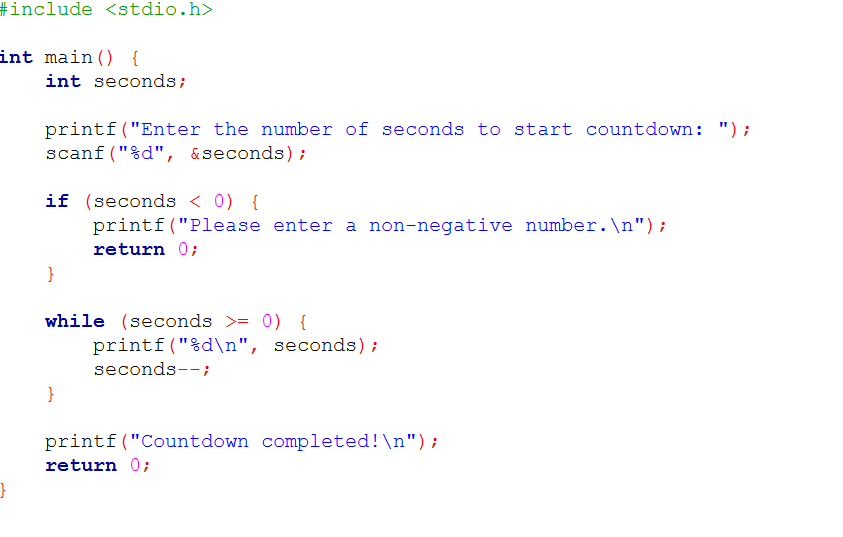 #include <stdio.h>

int main() {
    int seconds;

    printf("Enter the number of seconds to start countdown: ");
    scanf("%d", &seconds);

    if (seconds < 0) {
        printf("Please enter a non-negative number.\n");
        return 0;
    }

    while (seconds >= 0) {
        printf("%d\n", seconds);
        seconds--;
    }

    printf("Countdown completed!\n");
    return 0;
}